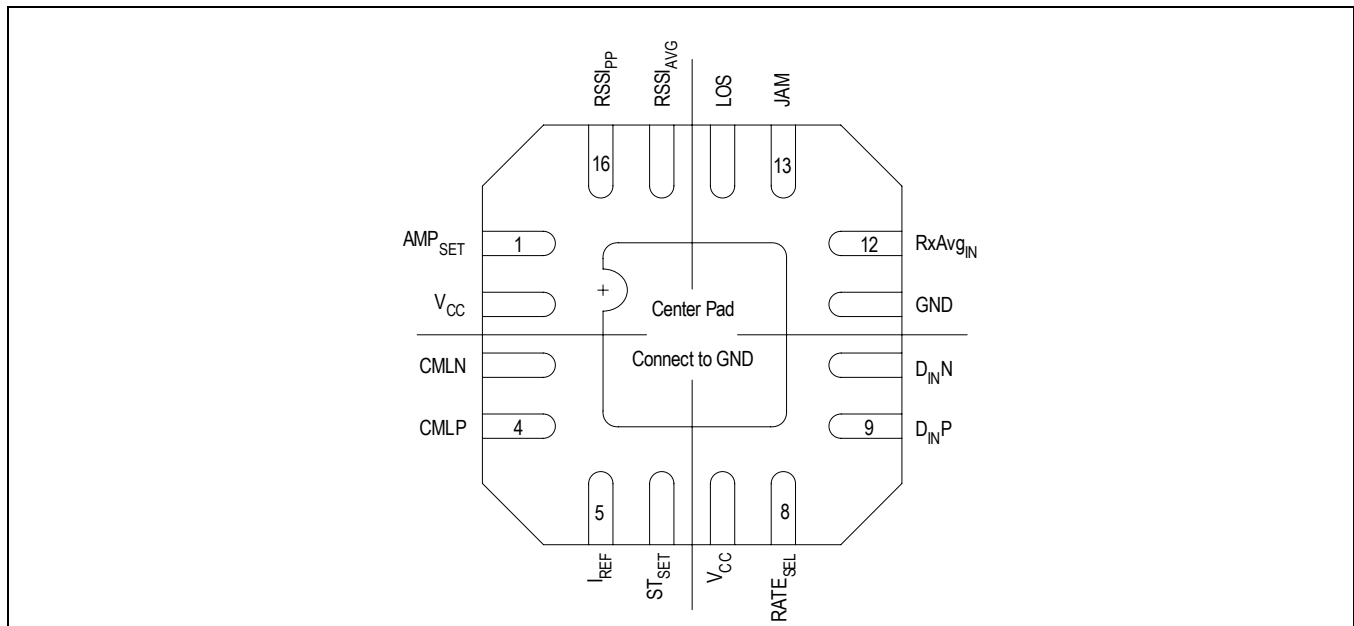 RSSIPP
RSSIAVG
LOS
JAM
16
13
AMPSET
1
12
RxAvgIN
VCC
Center Pad
GND
CMLN
Connect to GND
DINN
CMLP
4
9
DINP
5
8
IREF
STSET
VCC
RATESEL